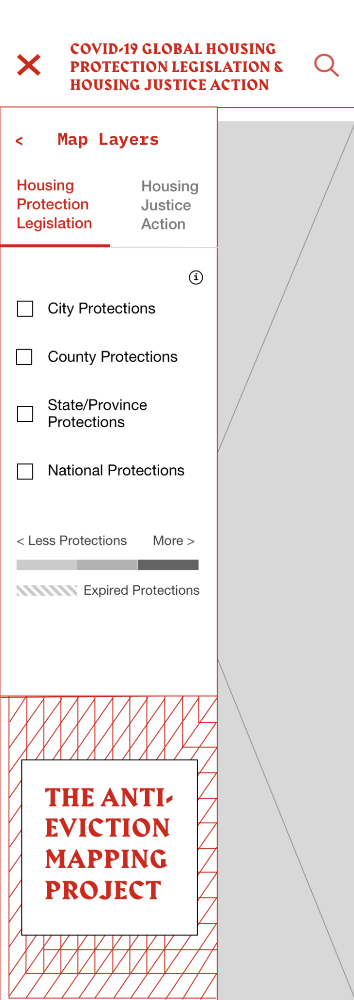 COVID-19 GLOBAL HOUSING
PROTECTION LEGISLATION &
HOUSING JUSTICE ACTION
< Map Layers
Housing
Protection
Legislation
Housing
Justice
Action
i
City Protections
County Protections
State/Province
Protections
National Protections
< Less Protections More >
Expired Protections
THE ANTI-
EVICTION
MAPPING
PROJECT